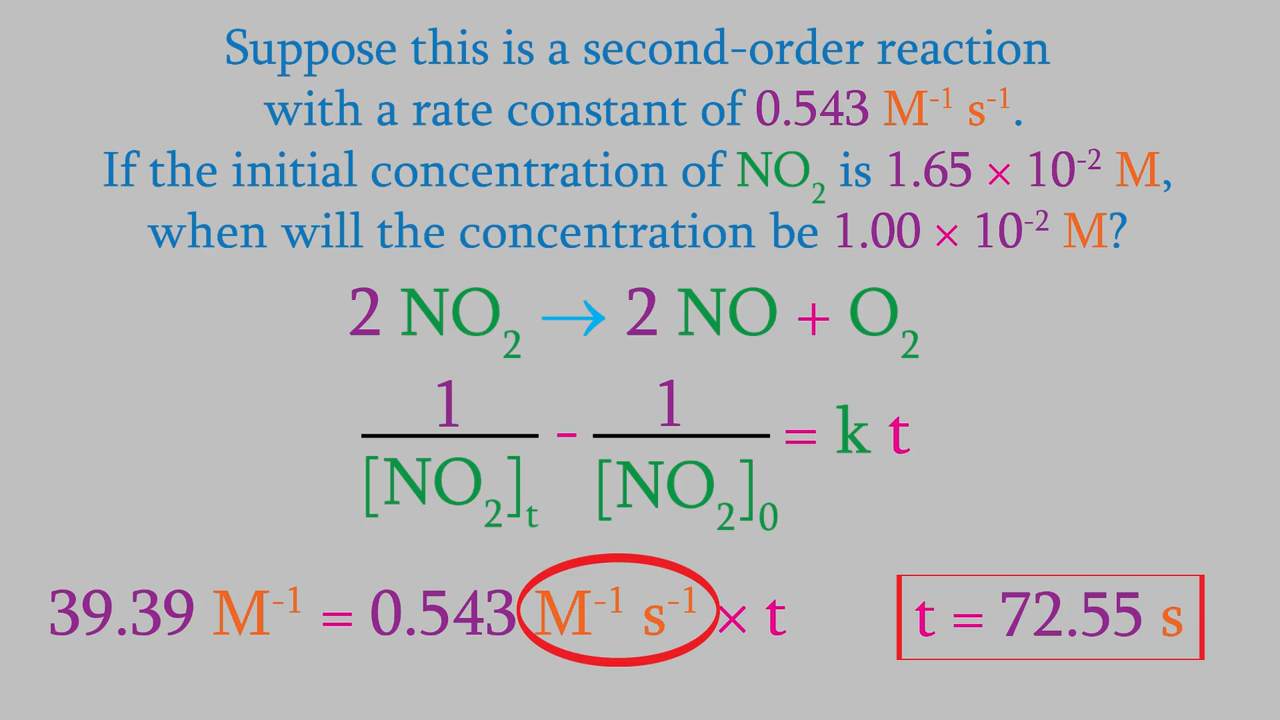 Suppose this is a second-order reaction
with a rate constant of 0.543 M⁻¹ s⁻¹.
If the initial concentration of NO₂ is 1.65 × 10⁻² M,
when will the concentration be 1.00 × 10⁻² M?
2 NO₂ → 2 NO + O₂
1/[NO₂]ₜ - 1/[NO₂]₀ = k t
39.39 M⁻¹ = 0.543 M⁻¹ s⁻¹ × t
t = 72.55 s